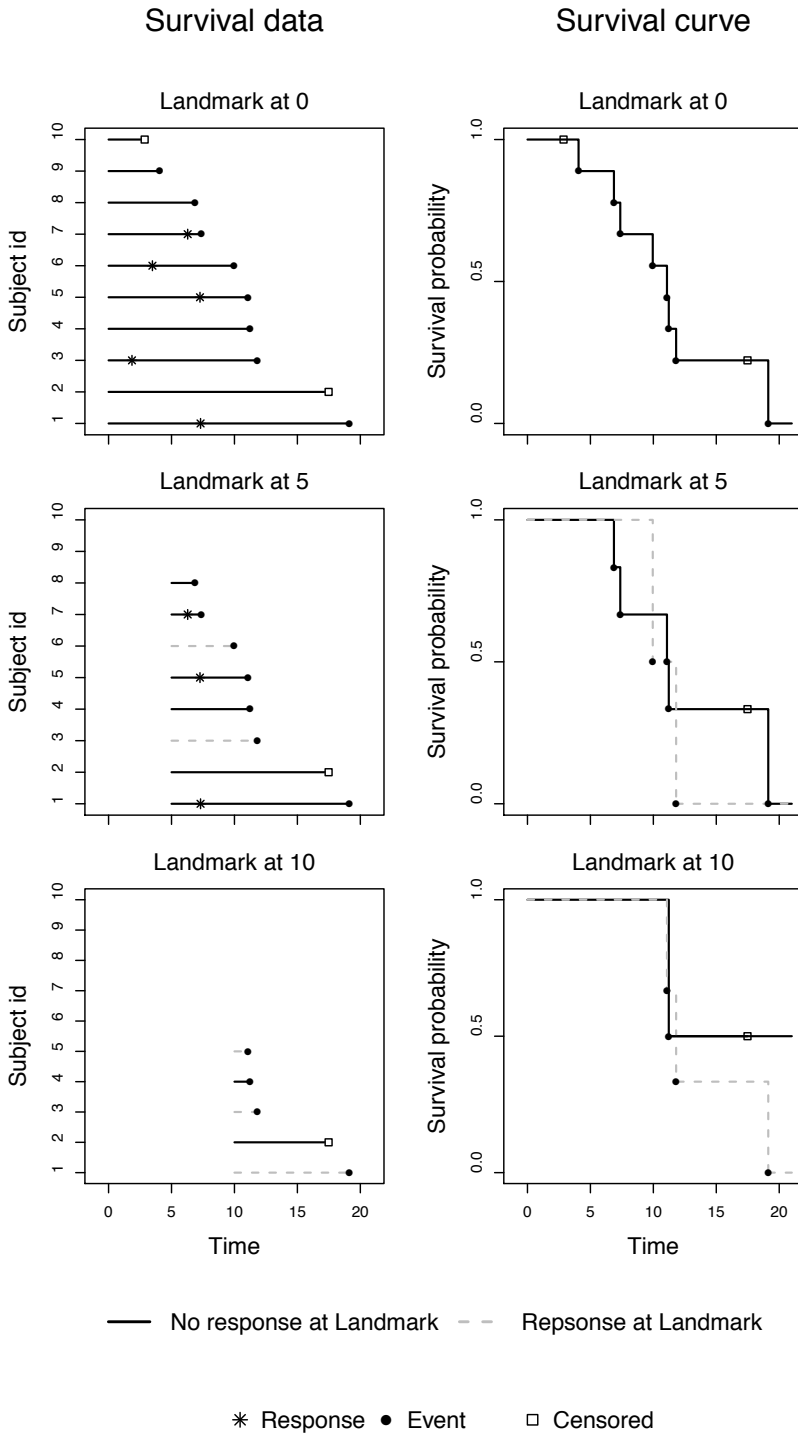 Survival data
Survival curve
Landmark at 0
Landmark at 0
Subject id
10
9
8
7
6
5
4
3
2
1
Survival probability
1.0
0.5
0.0
Landmark at 5
Landmark at 5
Subject id
10
9
8
7
6
5
4
3
2
1
Survival probability
1.0
0.5
0.0
Landmark at 10
Landmark at 10
Subject id
10
9
8
7
6
5
4
3
2
1
0 5 10 15 20
Time
Survival probability
1.0
0.5
0.0
0 5 10 15 20
Time
No response at Landmark
Repsonse at Landmark
Response
Event
Censored